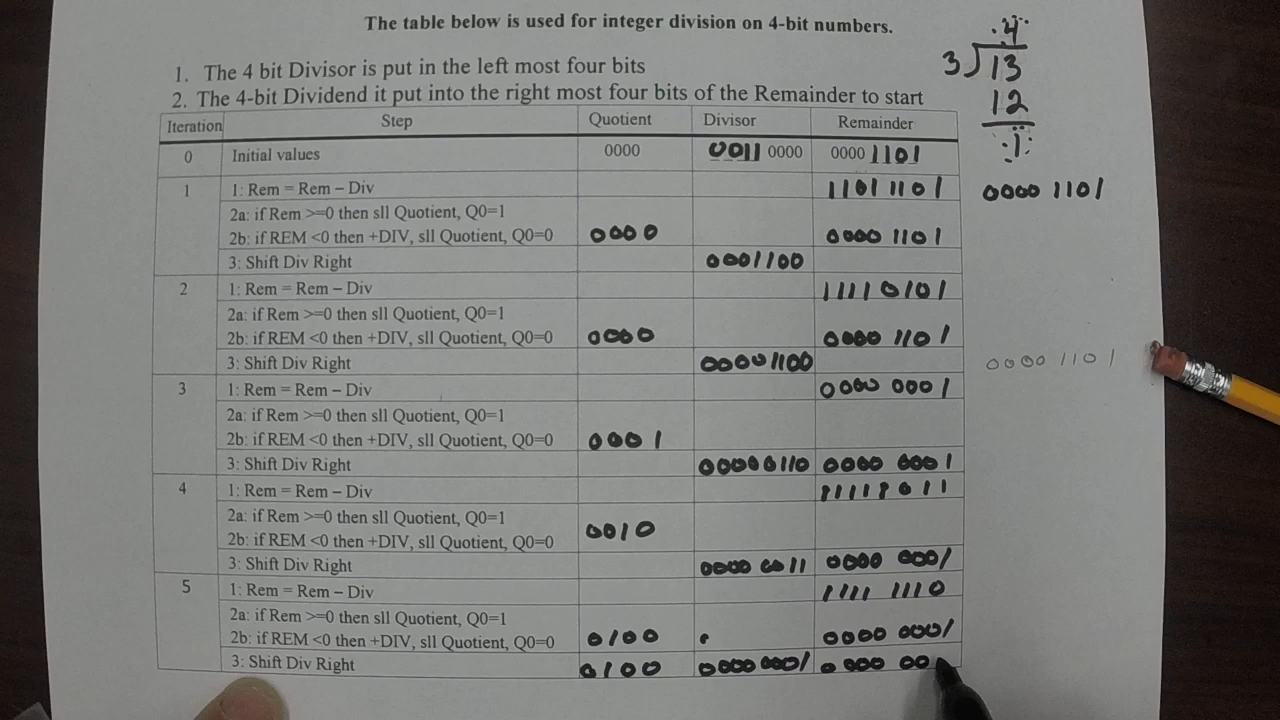 The table below is used for integer division on 4-bit numbers.
.4
3 13
12
.1
1. The 4 bit Divisor is put in the left most four bits
2. The 4-bit Dividend it put into the right most four bits of the Remainder to start
Iteration Step Quotient Divisor Remainder
0 Initial values 0000 0011 0000 0000 1101
1 1: Rem = Rem – Div 1101 1101 0000 1101
2a: if Rem >=0 then sll Quotient, Q0=1
2b: if REM <0 then +DIV, sll Quotient, Q0=0 0000 0000 1101
3: Shift Div Right 0001100
2 1: Rem = Rem – Div 11110101
2a: if Rem >=0 then sll Quotient, Q0=1
2b: if REM <0 then +DIV, sll Quotient, Q0=0 0000 0000 1101
3: Shift Div Right 00001100 0000 1101
3 1: Rem = Rem – Div 0000 0001
2a: if Rem >=0 then sll Quotient, Q0=1
2b: if REM <0 then +DIV, sll Quotient, Q0=0 0001
3: Shift Div Right 00000110 0000 0001
4 1: Rem = Rem – Div 11111011
2a: if Rem >=0 then sll Quotient, Q0=1
2b: if REM <0 then +DIV, sll Quotient, Q0=0 0010
3: Shift Div Right 0000 0011 0000 0001
5 1: Rem = Rem – Div 1111 1110
2a: if Rem >=0 then sll Quotient, Q0=1
2b: if REM <0 then +DIV, sll Quotient, Q0=0 0100 0000 0001
3: Shift Div Right 0100 0000 0001 0000 00